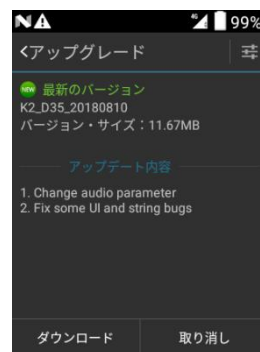 99%
<アップグレード
NEW 最新のバージョン
K2_D35_20180810
バージョン・サイズ：11.67MB
アップデート内容
1. Change audio parameter
2. Fix some UI and string bugs
ダウンロード 取り消し